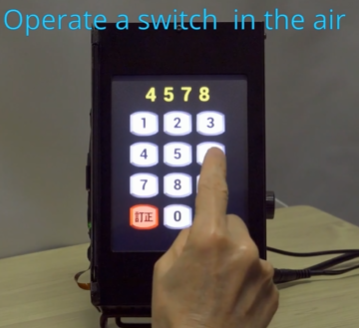 Operate a switch in the air
4578
1 2 3
4 5
7 8
訂正 0